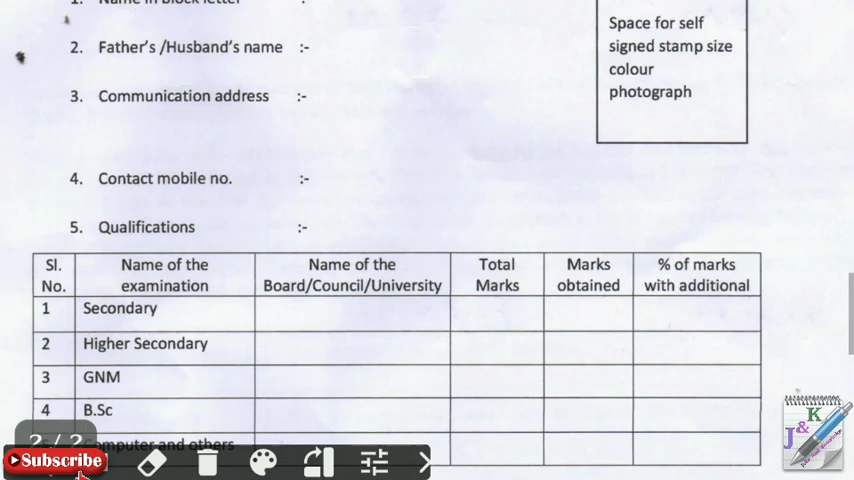 1. Name in block letter :-
Space for self
signed stamp size
colour
photograph
2. Father's /Husband's name :-
3. Communication address :-
4. Contact mobile no. :-
5. Qualifications :-
Sl. No. Name of the examination Name of the Board/Council/University Total Marks Marks obtained % of marks with additional
1 Secondary
2 Higher Secondary
3 GNM
4 B.Sc
Computer and others
2 / 2
Subscribe
J&K